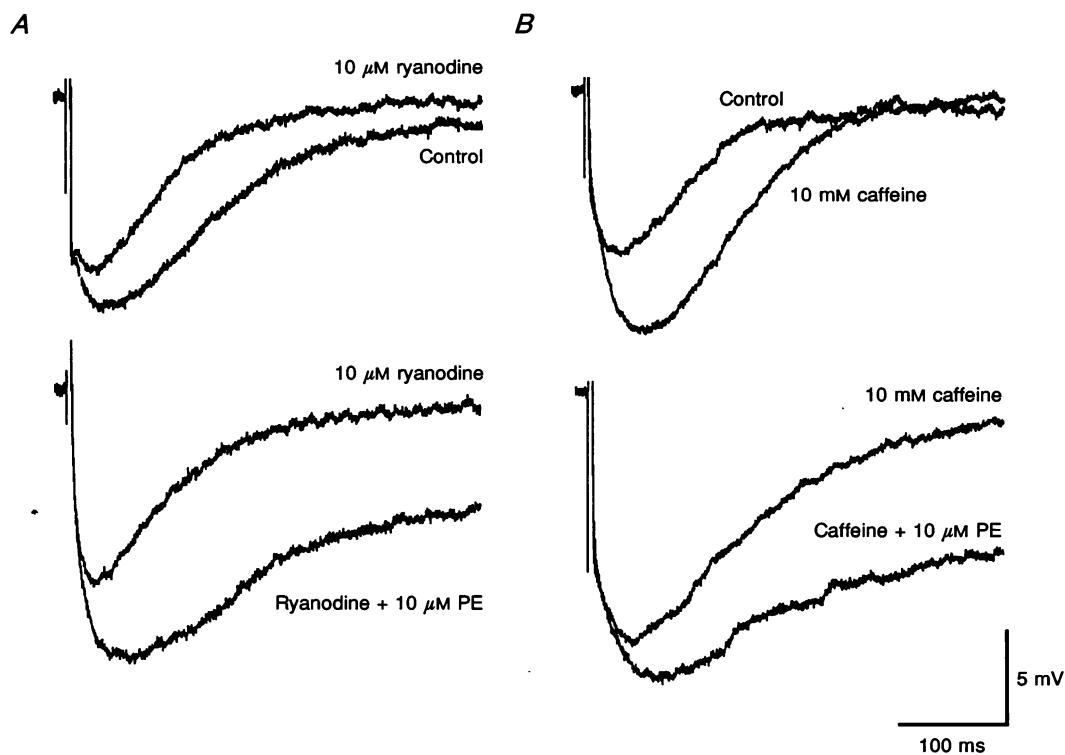 A
B
10 μM ryanodine
Control
Control
10 mM caffeine
10 μM ryanodine
Ryanodine + 10 μM PE
10 mM caffeine
Caffeine + 10 μM PE
5 mV
100 ms